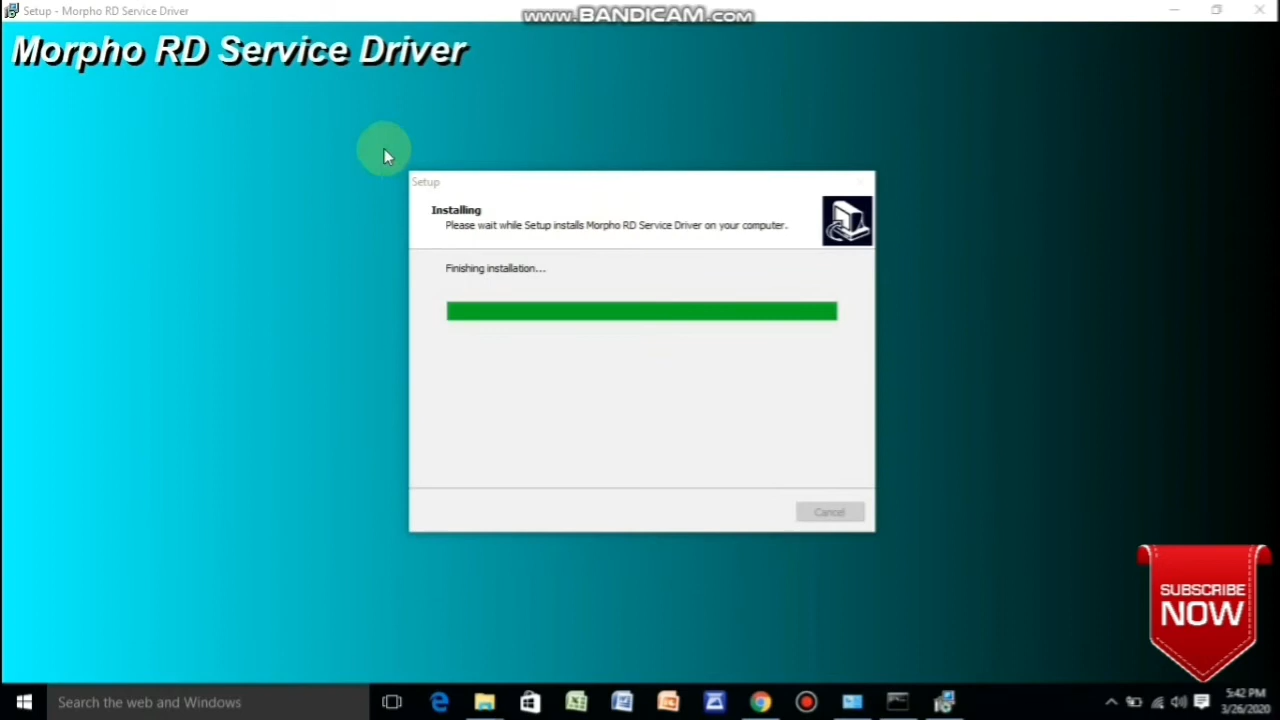 Setup - Morpho RD Service Driver
www.BANDICAM.com
Morpho RD Service Driver
Setup
Installing
Please wait while Setup installs Morpho RD Service Driver on your computer.
Finishing installation...
Cancel
SUBSCRIBE
NOW
Search the web and Windows
5:42 PM
3/26/2020